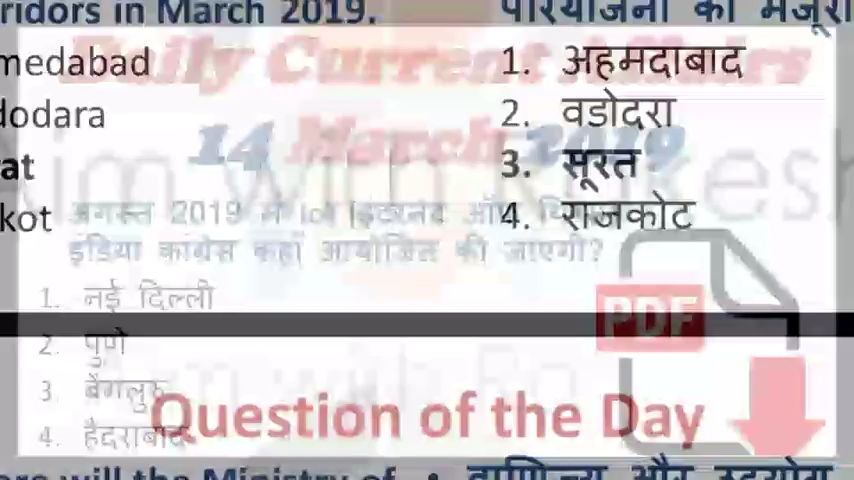 ridors in March 2019.
परियोजना को मंजूरी
Daily Current Affairs
medabad
1. अहमदाबाद
dodara
2. वडोदरा
14 March 2019
at
3. सूरत
kot
4. राजकोट
अगस्त 2019 में IoT इंटरनेट ऑफ
इंडिया कांग्रेस कहाँ आयोजित की जाएगी?
1. नई दिल्ली
PDF
2. पुणे
3. बेंगलुरु
4. हैदराबाद
Question of the Day
ars will the Ministry of
• वाणिज्य और उद्योग